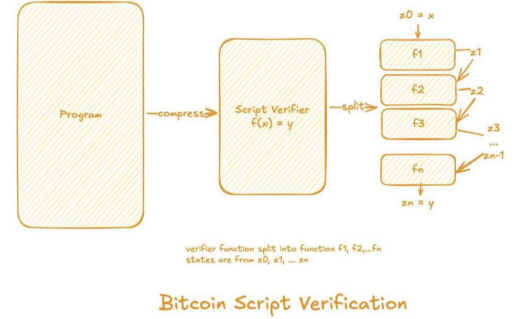 Program
compress
Script Verifier
f(x) = y
split
z0 = x
f1
z1
f2
z2
f3
z3
...
zn-1
fn
zn = y
verifier function split into function f1, f2,...fn
states are from z0, z1, ... zn
Bitcoin Script Verification